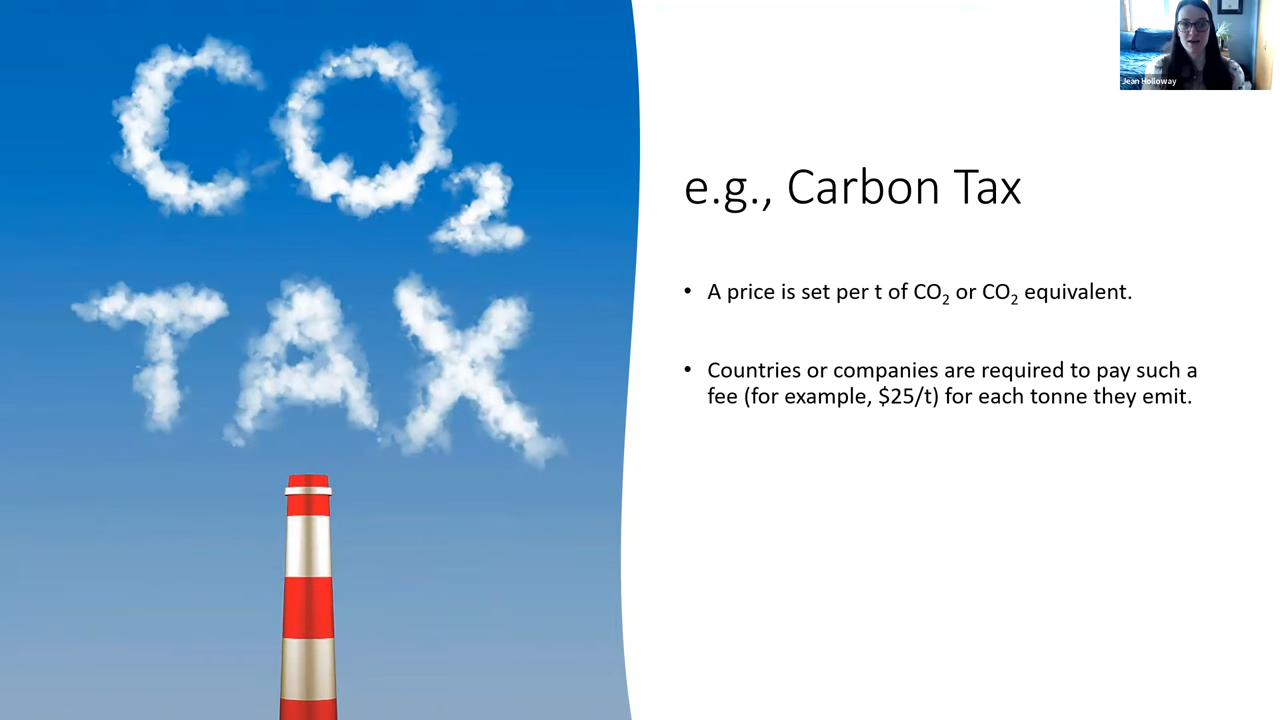 CO₂
TAX
Jean Holloway
e.g., Carbon Tax
• A price is set per t of CO₂ or CO₂ equivalent.
• Countries or companies are required to pay such a
fee (for example, $25/t) for each tonne they emit.